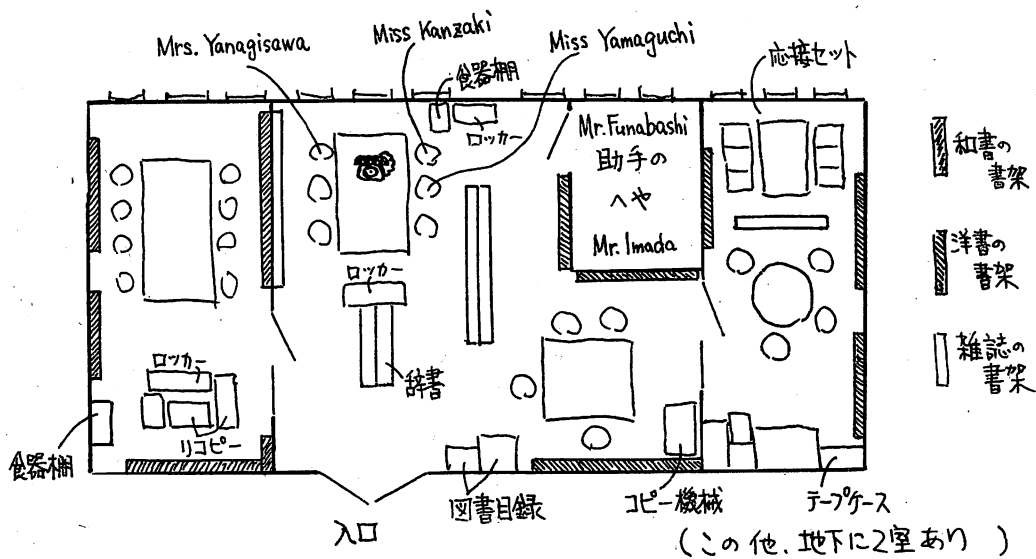 Mrs. Yanagisawa
Miss Kanzaki
Miss Yamaguchi
食器棚
ロッカー
応接セット
Mr. Funabashi
助手の
へや
Mr. Imada
和書の
書架
洋書の
書架
雑誌の
書架
ロッカー
辞書
ロッカー
リコピー
食器棚
入口
図書目録
コピー機械
テープケース
(この他、地下に2室あり)